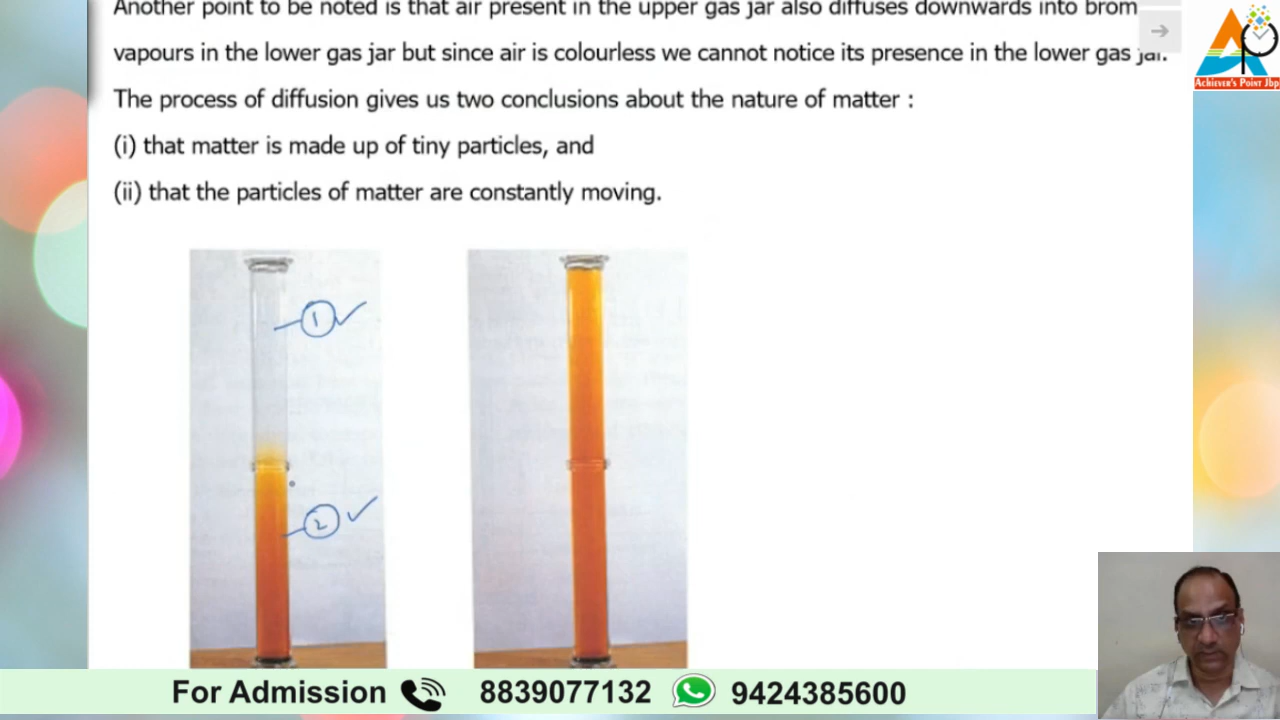 Another point to be noted is that air present in the upper gas jar also diffuses downwards into brom
vapours in the lower gas jar but since air is colourless we cannot notice its presence in the lower gas jar.
The process of diffusion gives us two conclusions about the nature of matter :
(i) that matter is made up of tiny particles, and
(ii) that the particles of matter are constantly moving.
1
2
ACHIEVER'S POINT Jbp
For Admission 8839077132 9424385600